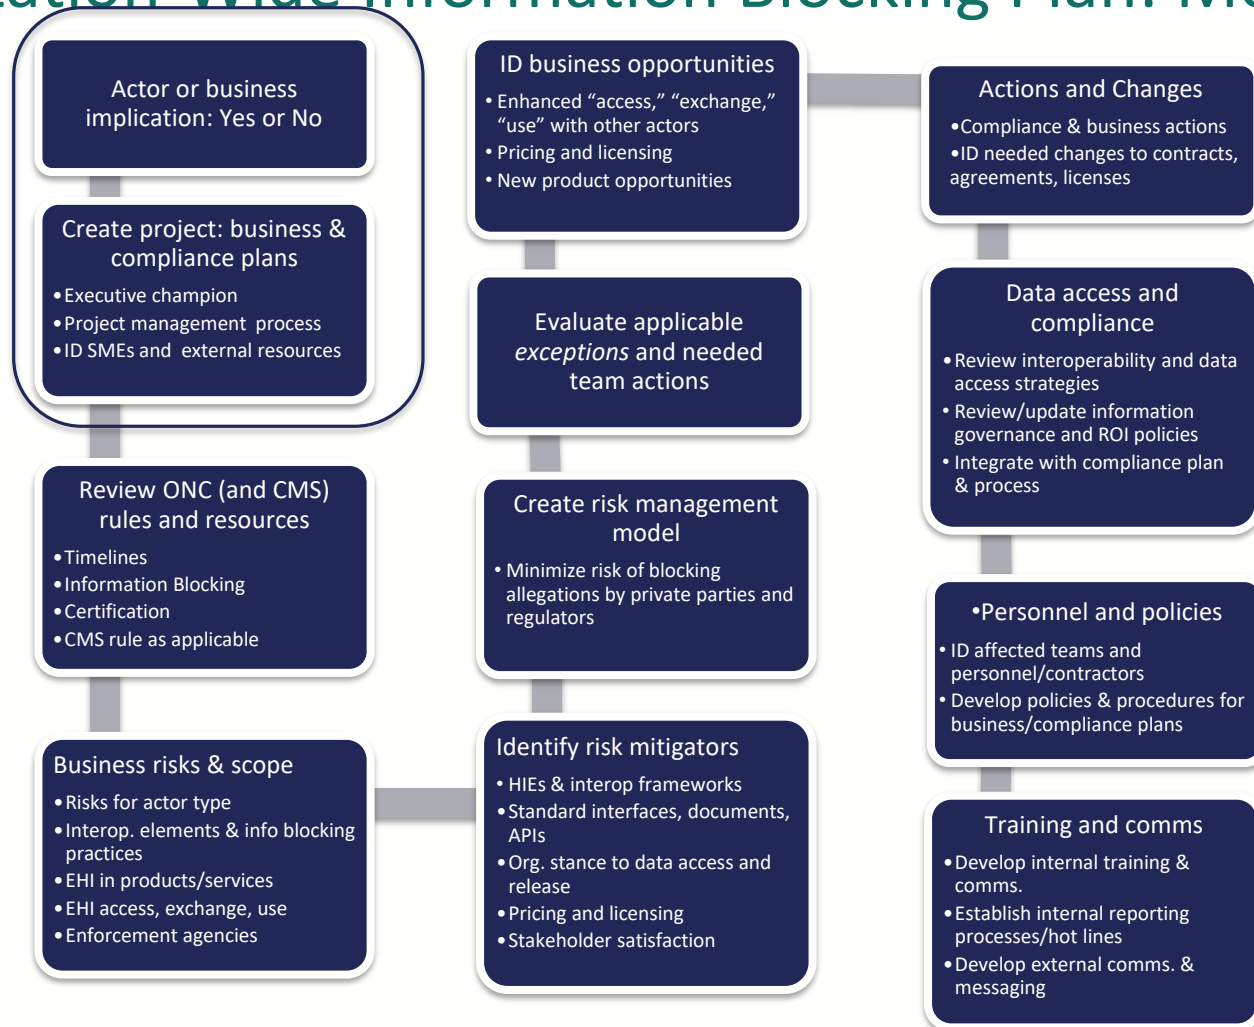 Wide Information Blocking Plan:
Actor or business
implication: Yes or No
Create project: business &
compliance plans
•Executive champion
•Project management process
•ID SMEs and external resources
Review ONC (and CMS)
rules and resources
•Timelines
•Information Blocking
•Certification
•CMS rule as applicable
Business risks & scope
•Risks for actor type
•Interop. elements & info blocking
practices
•EHI in products/services
•EHI access, exchange, use
•Enforcement agencies
ID business opportunities
• Enhanced “access,” “exchange,”
“use” with other actors
• Pricing and licensing
• New product opportunities
Evaluate applicable
exceptions and needed
team actions
Create risk management
model
• Minimize risk of blocking
allegations by private parties and
regulators
Identify risk mitigators
• HIEs & interop frameworks
•Standard interfaces, documents,
APIs
•Org. stance to data access and
release
•Pricing and licensing
•Stakeholder satisfaction
Actions and Changes
•Compliance & business actions
•ID needed changes to contracts,
agreements, licenses
Data access and
compliance
•Review interoperability and data
access strategies
• Review/update information
governance and ROI policies
• Integrate with compliance plan
& process
•Personnel and policies
• ID affected teams and
personnel/contractors
• Develop policies & procedures for
business/compliance plans
Training and comms
•Develop internal training &
comms.
•Establish internal reporting
processes/hot lines
•Develop external comms. &
messaging